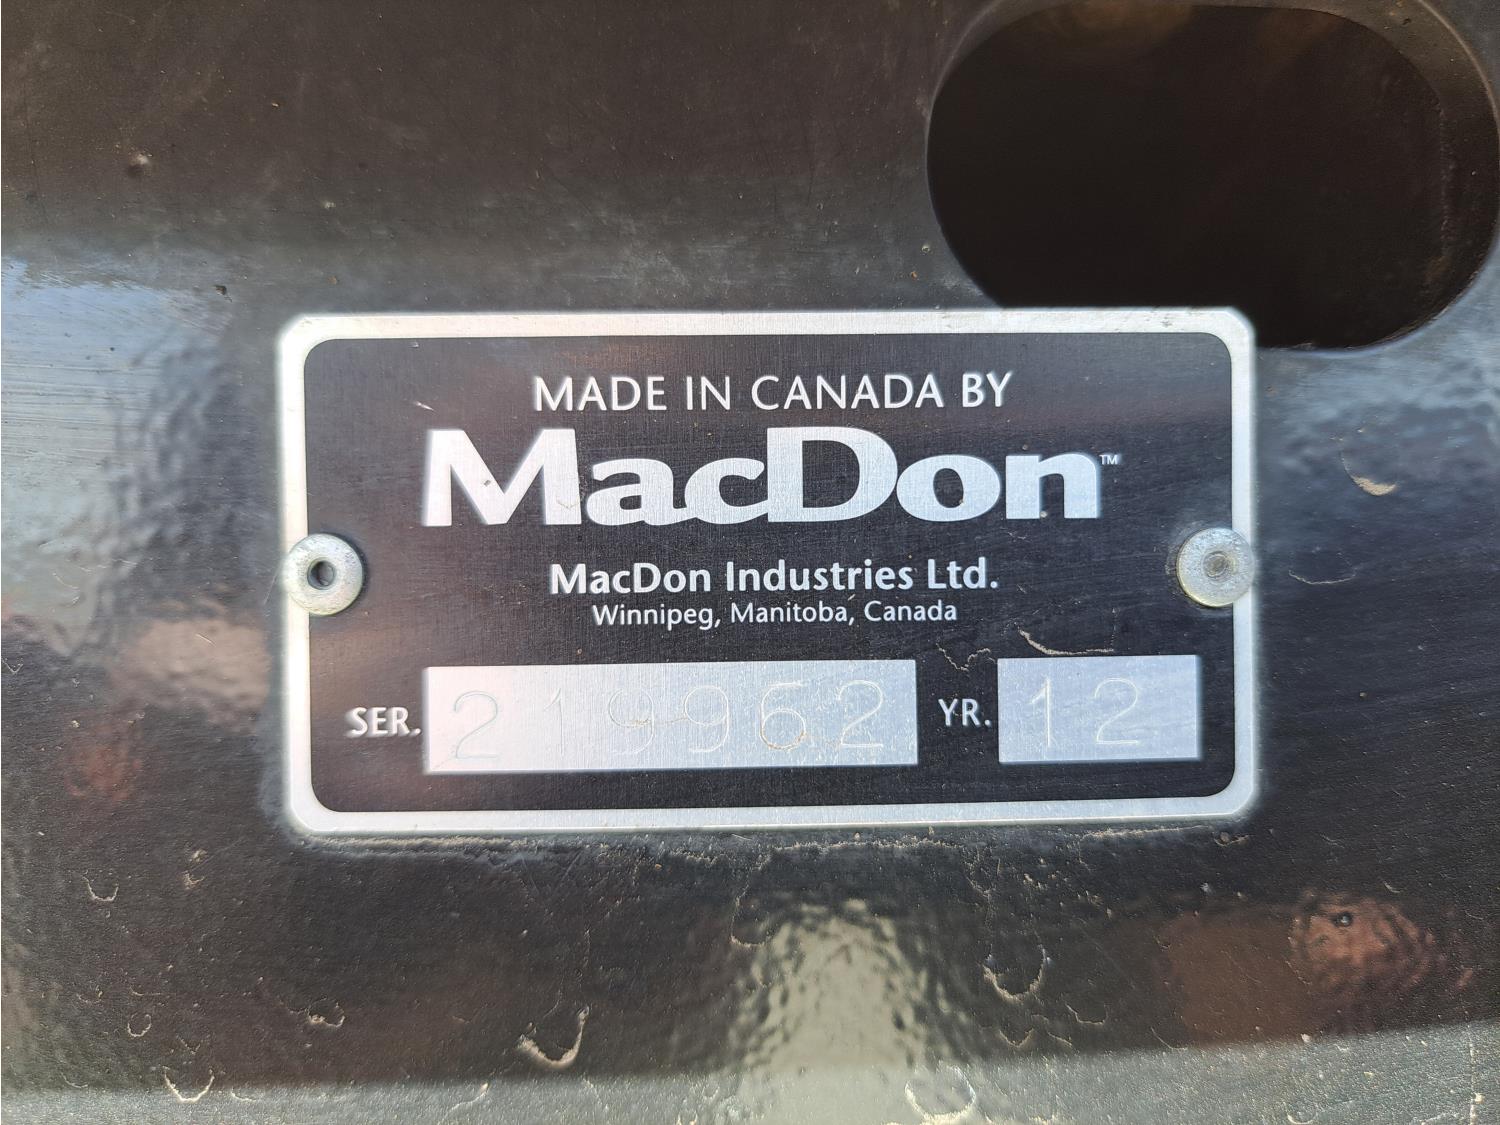 MADE IN CANADA BY
MacDon™
MacDon Industries Ltd.
Winnipeg, Manitoba, Canada
SER. 219962 YR. 12